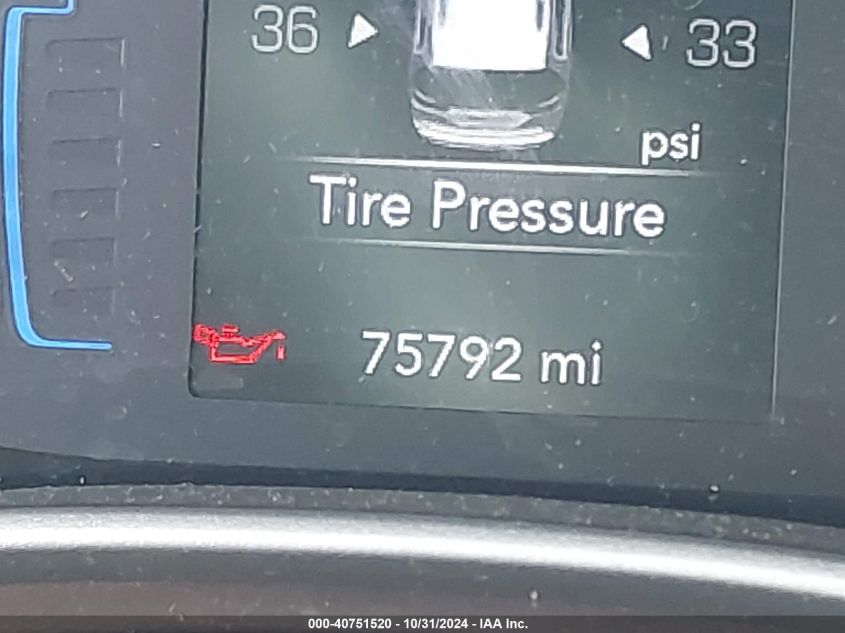 36 33
psi
Tire Pressure
75792 mi
000-40751520 - 10/31/2024 - IAA Inc.